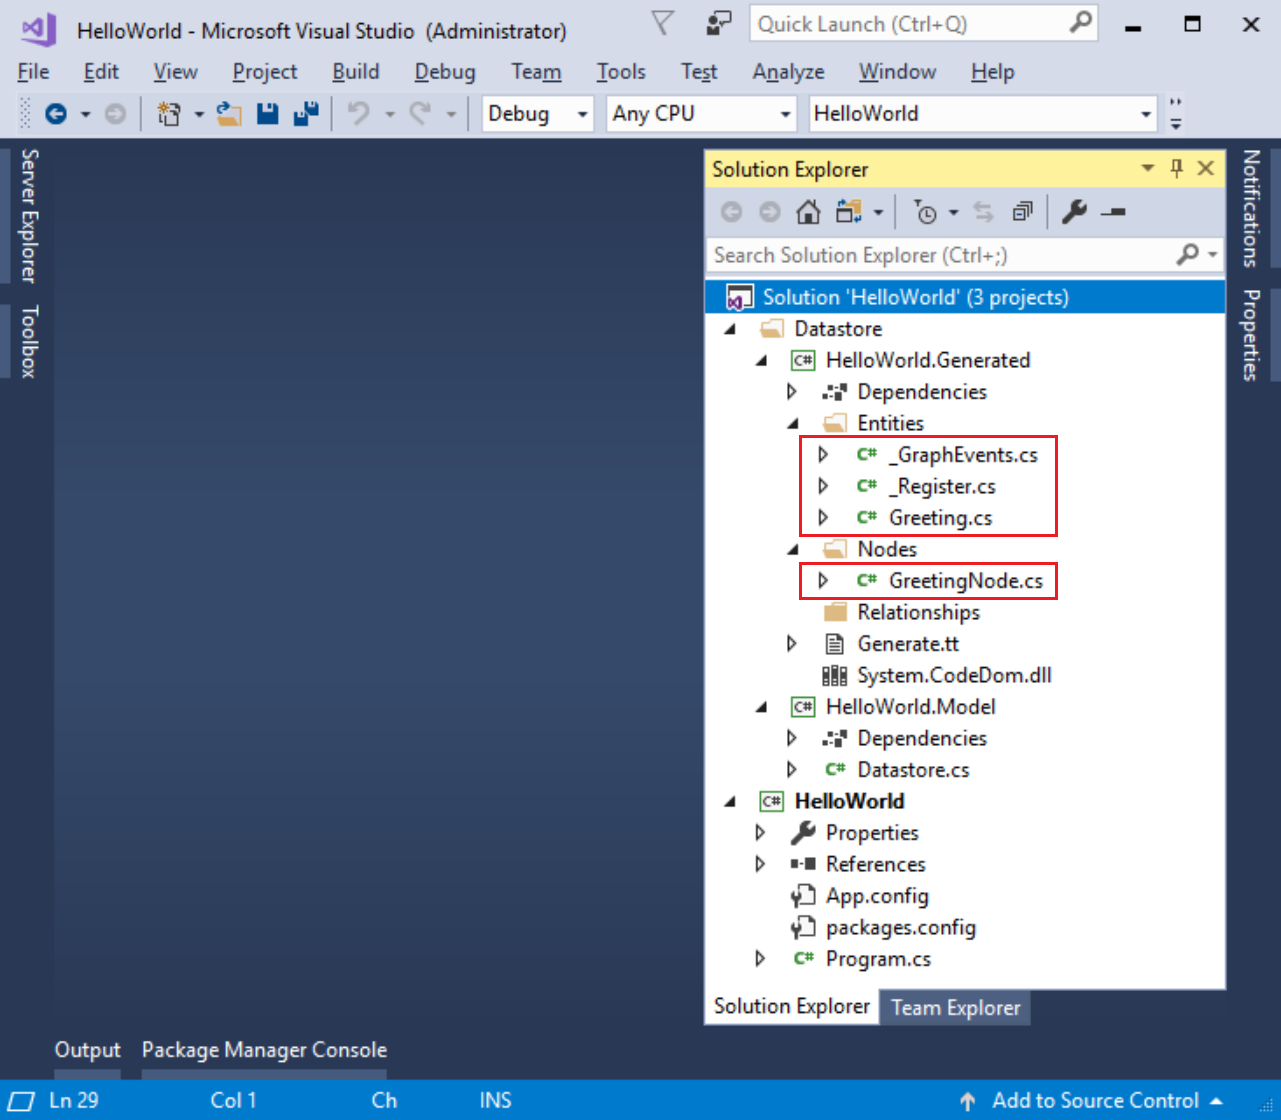 HelloWorld - Microsoft Visual Studio (Administrator)
Quick Launch (Ctrl+Q)
File Edit View Project Build Debug Team Tools Test Analyze Window Help
Debug Any CPU HelloWorld
Server Explorer
Toolbox
Solution Explorer
Search Solution Explorer (Ctrl+;)
Solution 'HelloWorld' (3 projects)
Datastore
C# HelloWorld.Generated
Dependencies
Entities
C# _GraphEvents.cs
C# _Register.cs
C# Greeting.cs
Nodes
C# GreetingNode.cs
Relationships
Generate.tt
System.CodeDom.dll
C# HelloWorld.Model
Dependencies
C# Datastore.cs
C# HelloWorld
Properties
References
App.config
packages.config
C# Program.cs
Solution Explorer Team Explorer
Notifications
Properties
Output Package Manager Console
Ln 29 Col 1 Ch INS Add to Source Control